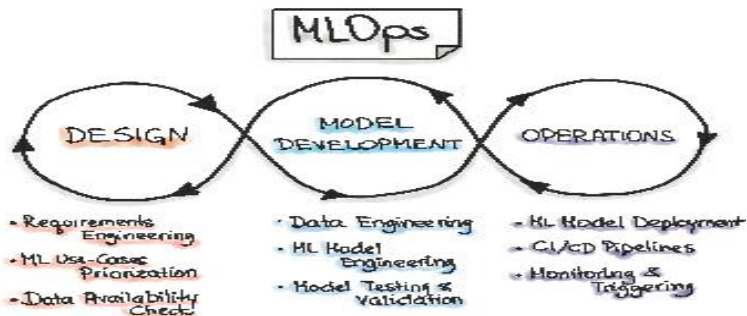 MLOps
DESIGN
MODEL
DEVELOPMENT
OPERATIONS
• Requirements
Engineering
• ML Use-Cases
Priorization
• Data Availability
Check
• Data Engineering
• ML Model
Engineering
• Model Testing &
Validation
• ML Model Deployment
• CI/CD Pipelines
• Monitoring &
Triggering